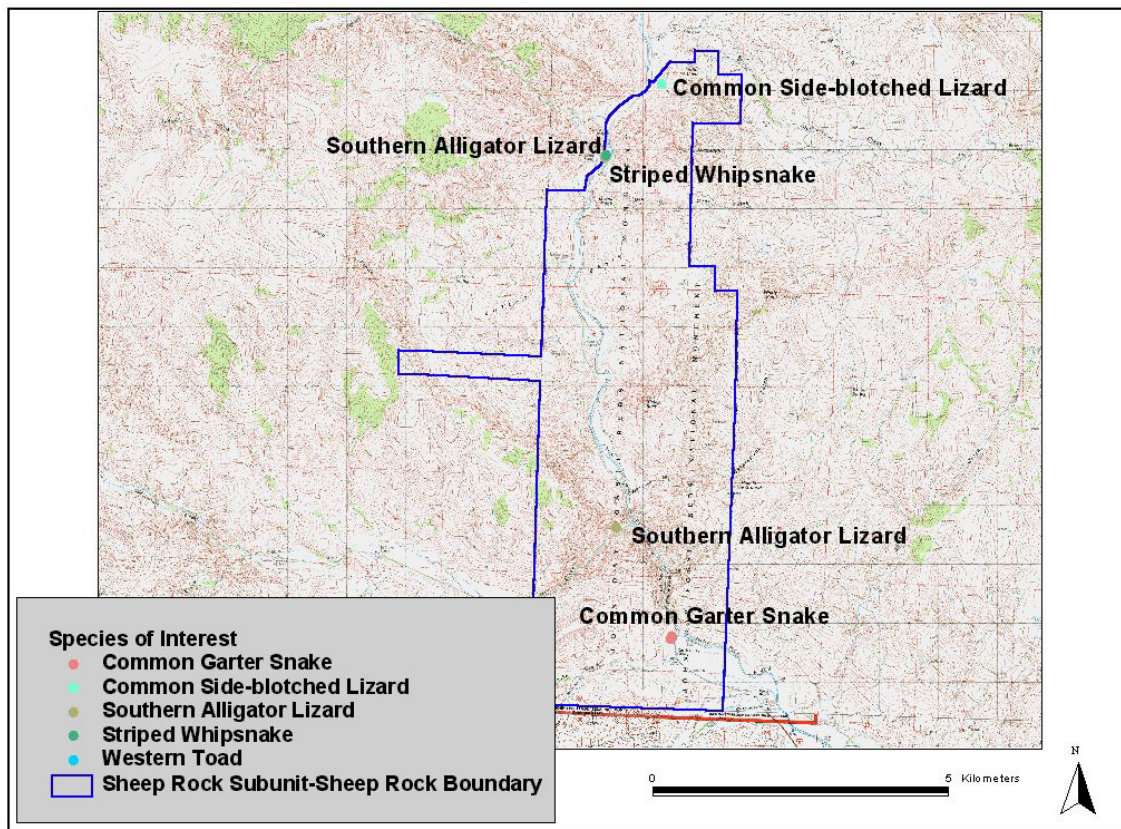 Common Side-blotched Lizard
Southern Alligator Lizard
Striped Whipsnake
Southern Alligator Lizard
Common Garter Snake
Species of Interest
Common Garter Snake
Common Side-blotched Lizard
Southern Alligator Lizard
Striped Whipsnake
Western Toad
Sheep Rock Subunit-Sheep Rock Boundary
0 5 Kilometers
N